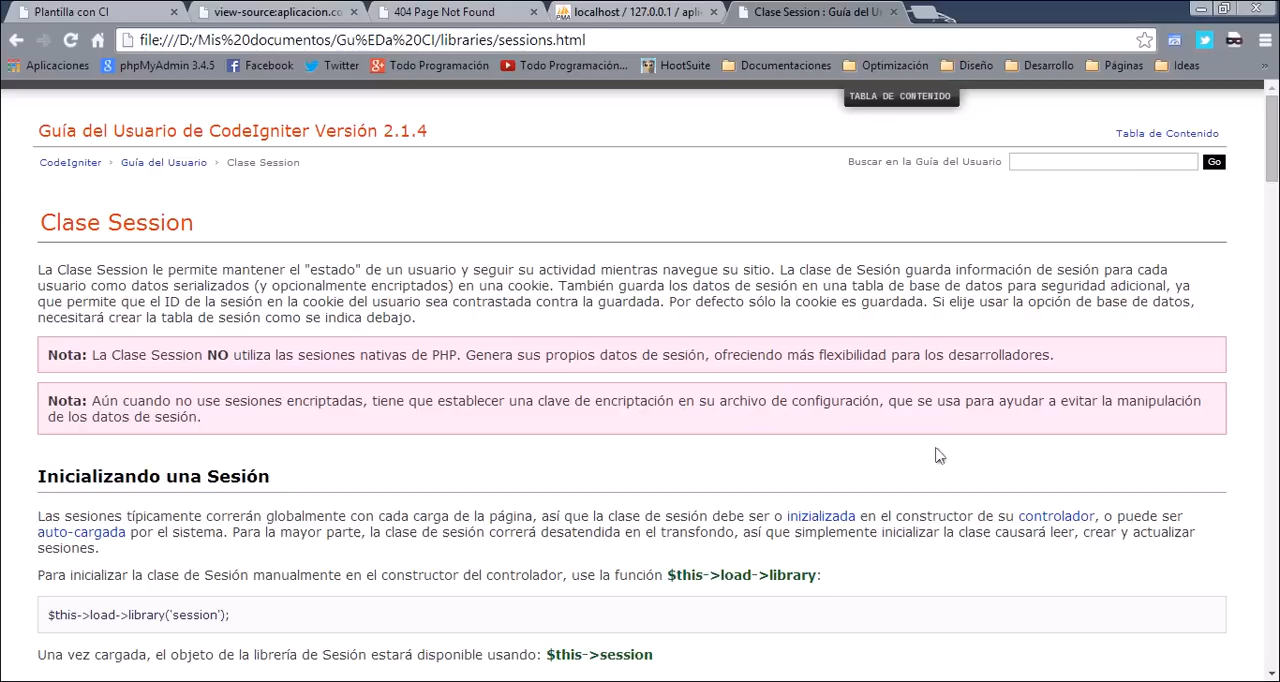 Plantilla con CI
view-source:aplicacion.co
404 Page Not Found
localhost / 127.0.0.1 / apli
Clase Session : Guía del U
file:///D:/Mis%20documentos/Gu%EDa%20CI/libraries/sessions.html
Aplicaciones
phpMyAdmin 3.4.5
Facebook
Twitter
Todo Programación
Todo Programación...
HootSuite
Documentaciones
Optimización
Diseño
Desarrollo
Páginas
Ideas
»
TABLA DE CONTENIDO
Guía del Usuario de CodeIgniter Versión 2.1.4
Tabla de Contenido
CodeIgniter › Guía del Usuario › Clase Session
Buscar en la Guía del Usuario
Go
Clase Session
La Clase Session le permite mantener el "estado" de un usuario y seguir su actividad mientras navegue su sitio. La clase de Sesión guarda información de sesión para cada
usuario como datos serializados (y opcionalmente encriptados) en una cookie. También guarda los datos de sesión en una tabla de base de datos para seguridad adicional, ya
que permite que el ID de la sesión en la cookie del usuario sea contrastada contra la guardada. Por defecto sólo la cookie es guardada. Si elije usar la opción de base de datos,
necesitará crear la tabla de sesión como se indica debajo.
Nota: La Clase Session NO utiliza las sesiones nativas de PHP. Genera sus propios datos de sesión, ofreciendo más flexibilidad para los desarrolladores.
Nota: Aún cuando no use sesiones encriptadas, tiene que establecer una clave de encriptación en su archivo de configuración, que se usa para ayudar a evitar la manipulación
de los datos de sesión.
Inicializando una Sesión
Las sesiones típicamente correrán globalmente con cada carga de la página, así que la clase de sesión debe ser o inizializada en el constructor de su controlador, o puede ser
auto-cargada por el sistema. Para la mayor parte, la clase de sesión correrá desatendida en el transfondo, así que simplemente inicializar la clase causará leer, crear y actualizar
sesiones.
Para inicializar la clase de Sesión manualmente en el constructor del controlador, use la función $this->load->library:
$this->load->library('session');
Una vez cargada, el objeto de la librería de Sesión estará disponible usando: $this->session